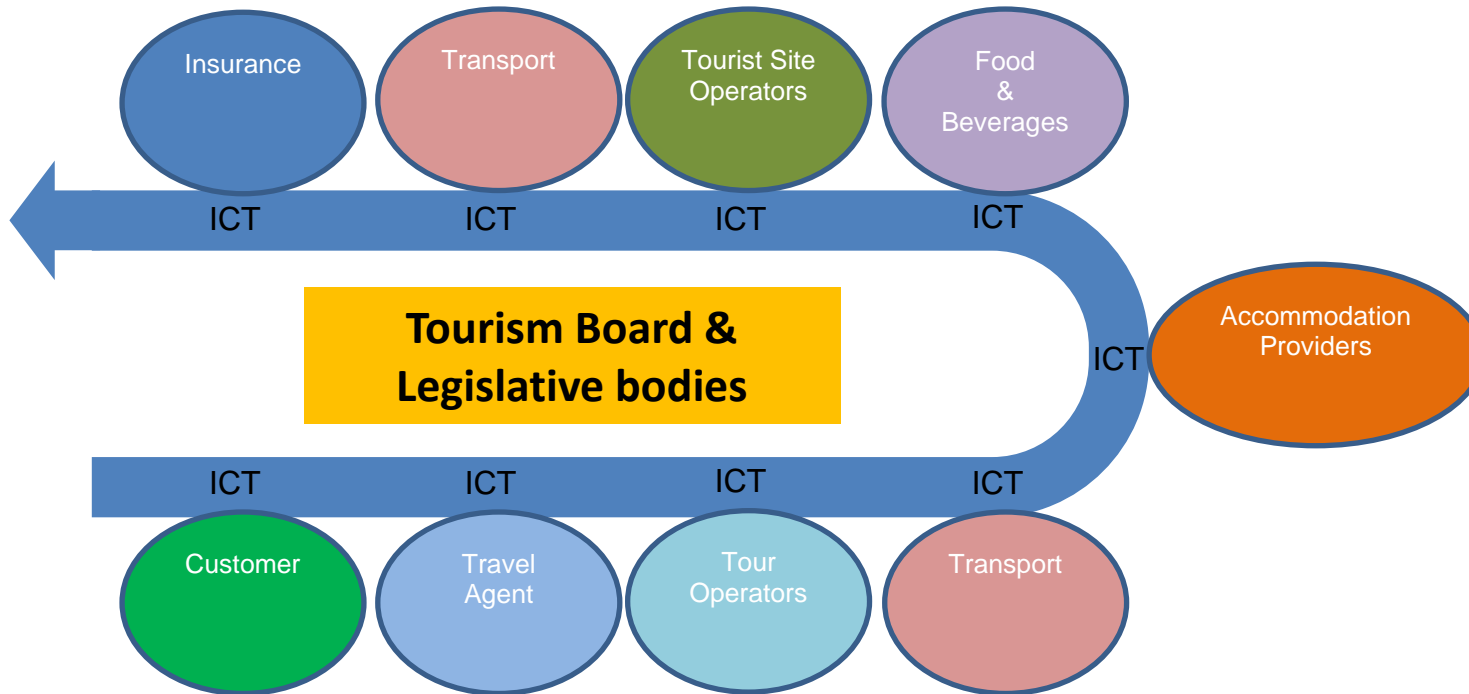 Insurance
Transport
Tourist Site
Operators
Food
&
Beverages
ICT
ICT
ICT
ICT
Tourism Board &
Legislative bodies
ICT
Accommodation
Providers
ICT
ICT
ICT
ICT
Customer
Travel
Agent
Tour
Operators
Transport